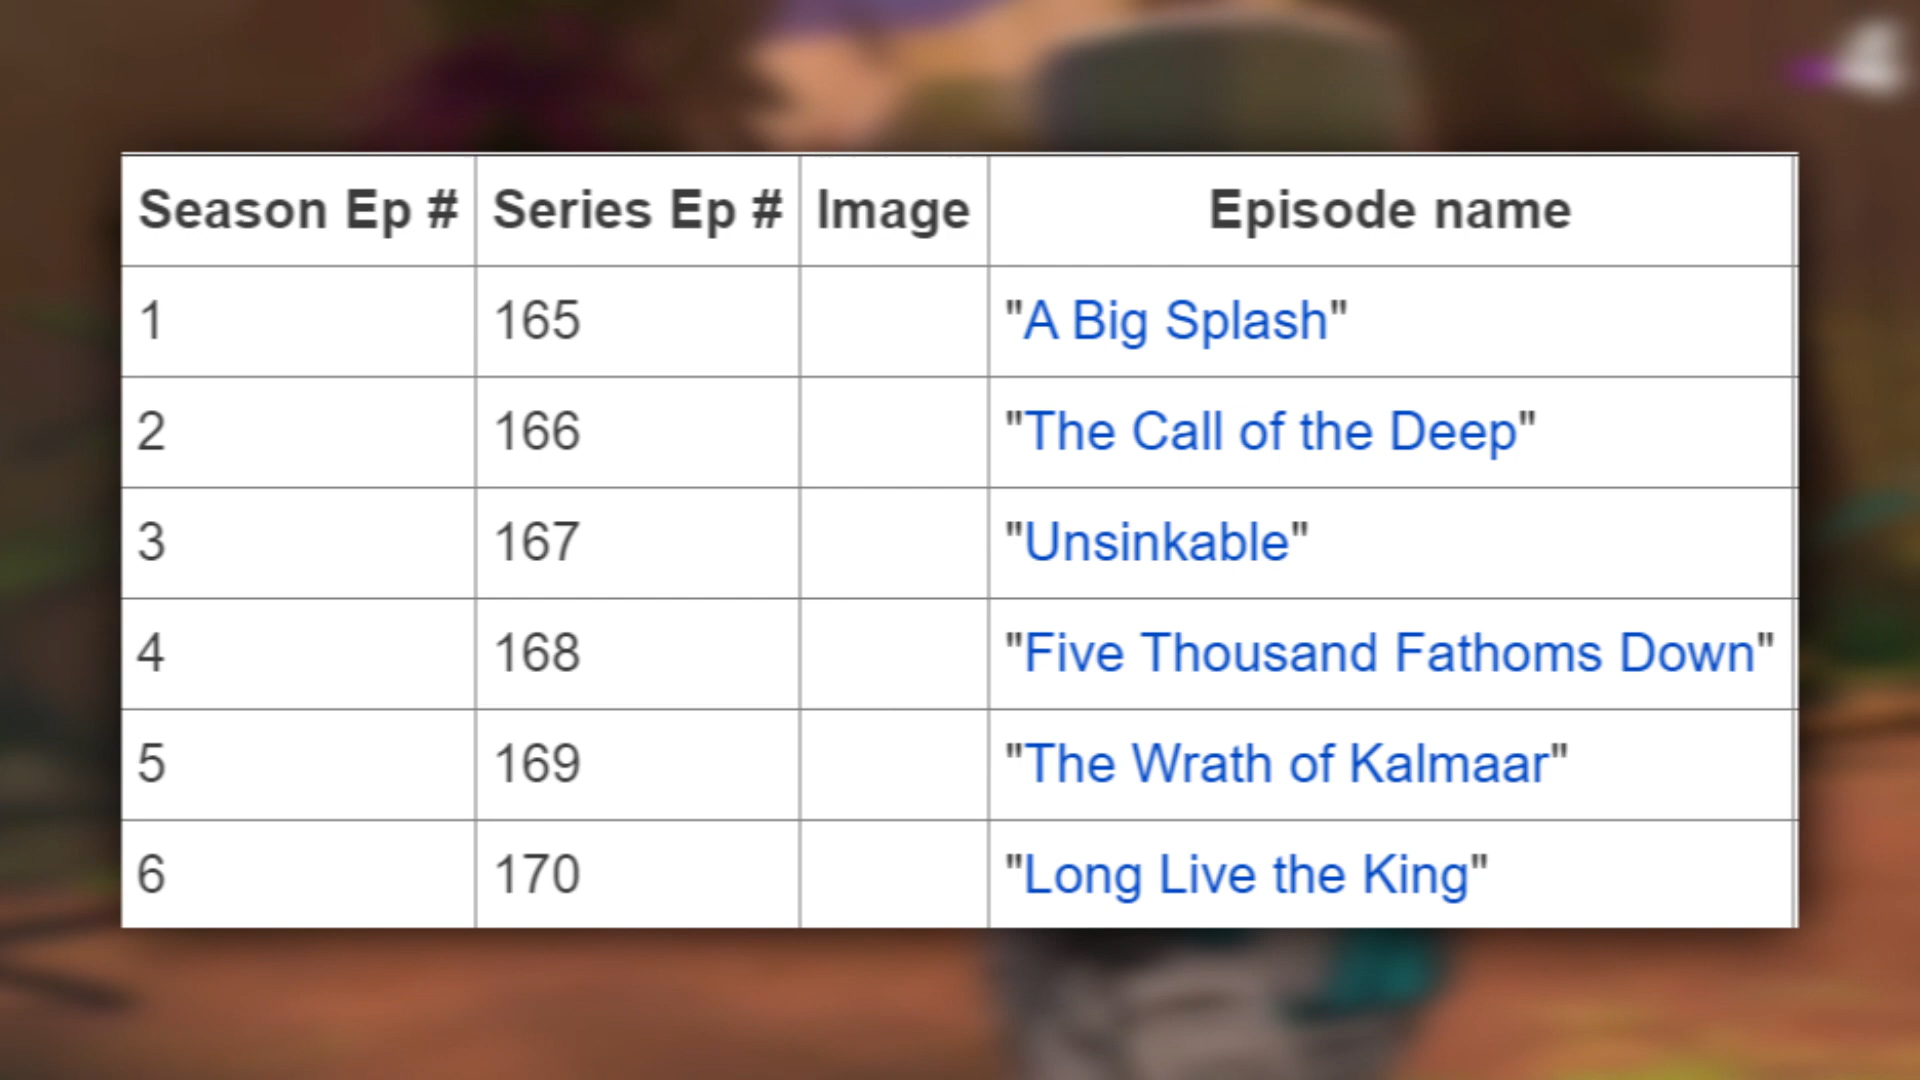 Season Ep # Series Ep # Image Episode name
1 165 "A Big Splash"
2 166 "The Call of the Deep"
3 167 "Unsinkable"
4 168 "Five Thousand Fathoms Down"
5 169 "The Wrath of Kalmaar"
6 170 "Long Live the King"
4